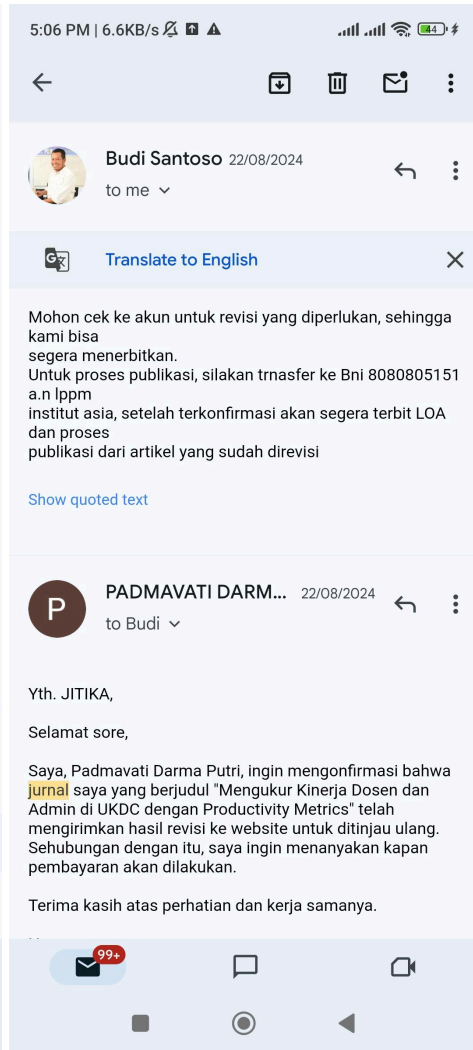 5:06 PM | 6.6KB/s
44
Budi Santoso 22/08/2024
to me
Translate to English
Mohon cek ke akun untuk revisi yang diperlukan, sehingga
kami bisa
segera menerbitkan.
Untuk proses publikasi, silakan trnasfer ke Bni 8080805151
a.n lppm
institut asia, setelah terkonfirmasi akan segera terbit LOA
dan proses
publikasi dari artikel yang sudah direvisi
Show quoted text
P
PADMAVATI DARM... 22/08/2024
to Budi
Yth. JITIKA,
Selamat sore,
Saya, Padmavati Darma Putri, ingin mengonfirmasi bahwa
jurnal saya yang berjudul "Mengukur Kinerja Dosen dan
Admin di UKDC dengan Productivity Metrics" telah
mengirimkan hasil revisi ke website untuk ditinjau ulang.
Sehubungan dengan itu, saya ingin menanyakan kapan
pembayaran akan dilakukan.
Terima kasih atas perhatian dan kerja samanya.
99+